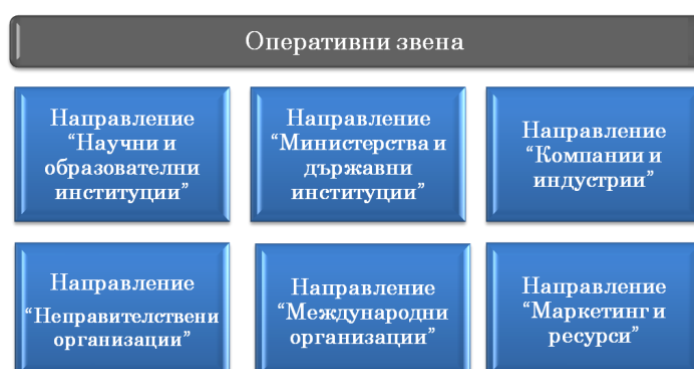 Оперативни звена
Направление
“Научни и
образователни
институции”
Направление
“Министерства и
държавни
институции”
Направление
“Компании и
индустрии”
Направление
“Неправителствени
организации”
Направление
“Международни
организации”
Направление
“Маркетинг и
ресурси”